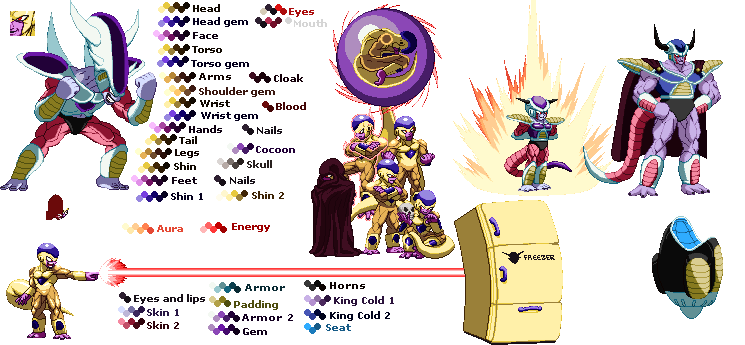 Head
Eyes
Head gem
Mouth
Face
Torso
Torso gem
Arms
Cloak
Shoulder gem
Wrist
Blood
Wrist gem
Hands
Nails
Tail
Cocoon
Legs
Skull
Shin
Feet
Nails
Shin 1
Shin 2
Aura
Energy
FREEZER
Armor
Horns
Eyes and lips
Padding
King Cold 1
Skin 1
Armor 2
King Cold 2
Skin 2
Gem
Seat